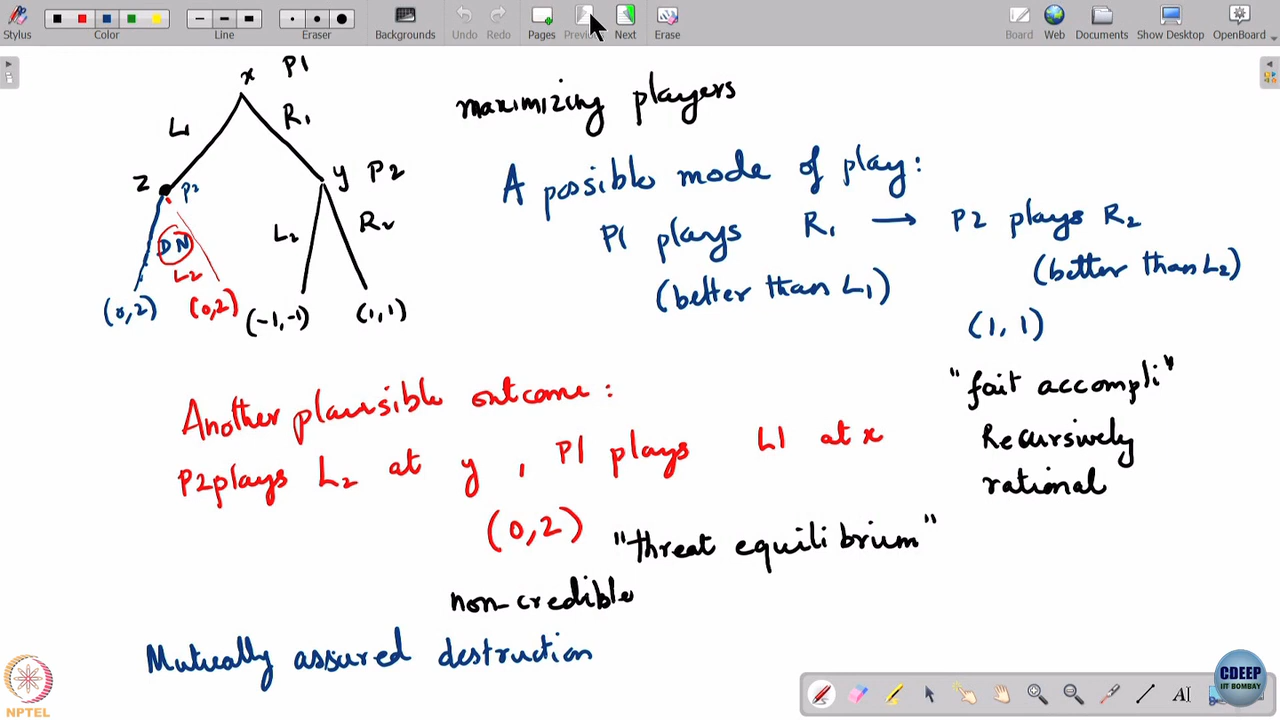 Stylus
Color
Line
Eraser
Backgrounds
Undo
Redo
Pages
Previ
Next
Erase
Board
Web
Documents
Show Desktop
OpenBoard
x P1
L1
R1
z P2
y P2
DN
L2
L2
R2
(0,2)
(0,2)
(-1,-1)
(1,1)
maximizing players
A possible mode of play:
P1 plays R1 → P2 plays R2
(better than L1)
(better than L2)
(1, 1)
"fait accompli"
Recursively
rational
Another plausible outcome:
P2 plays L2 at y, P1 plays L1 at x
(0,2)
"threat equilibrium"
non-credible
Mutually assured destruction
NPTEL
CDEEP
IIT BOMBAY